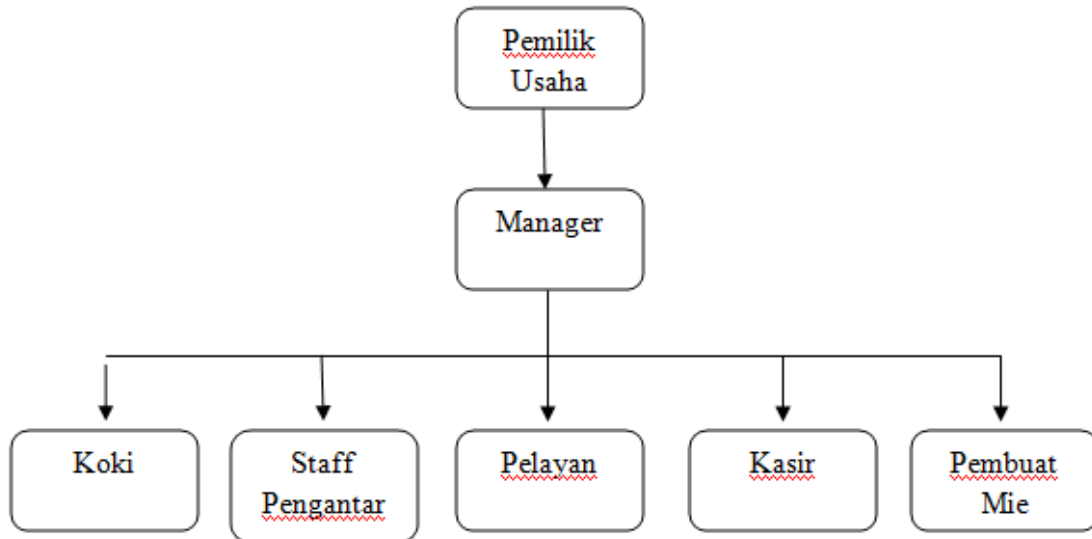 Pemilik
Usaha
Manager
Koki
Staff
Pengantar
Pelayan
Kasir
Pembuat
Mie